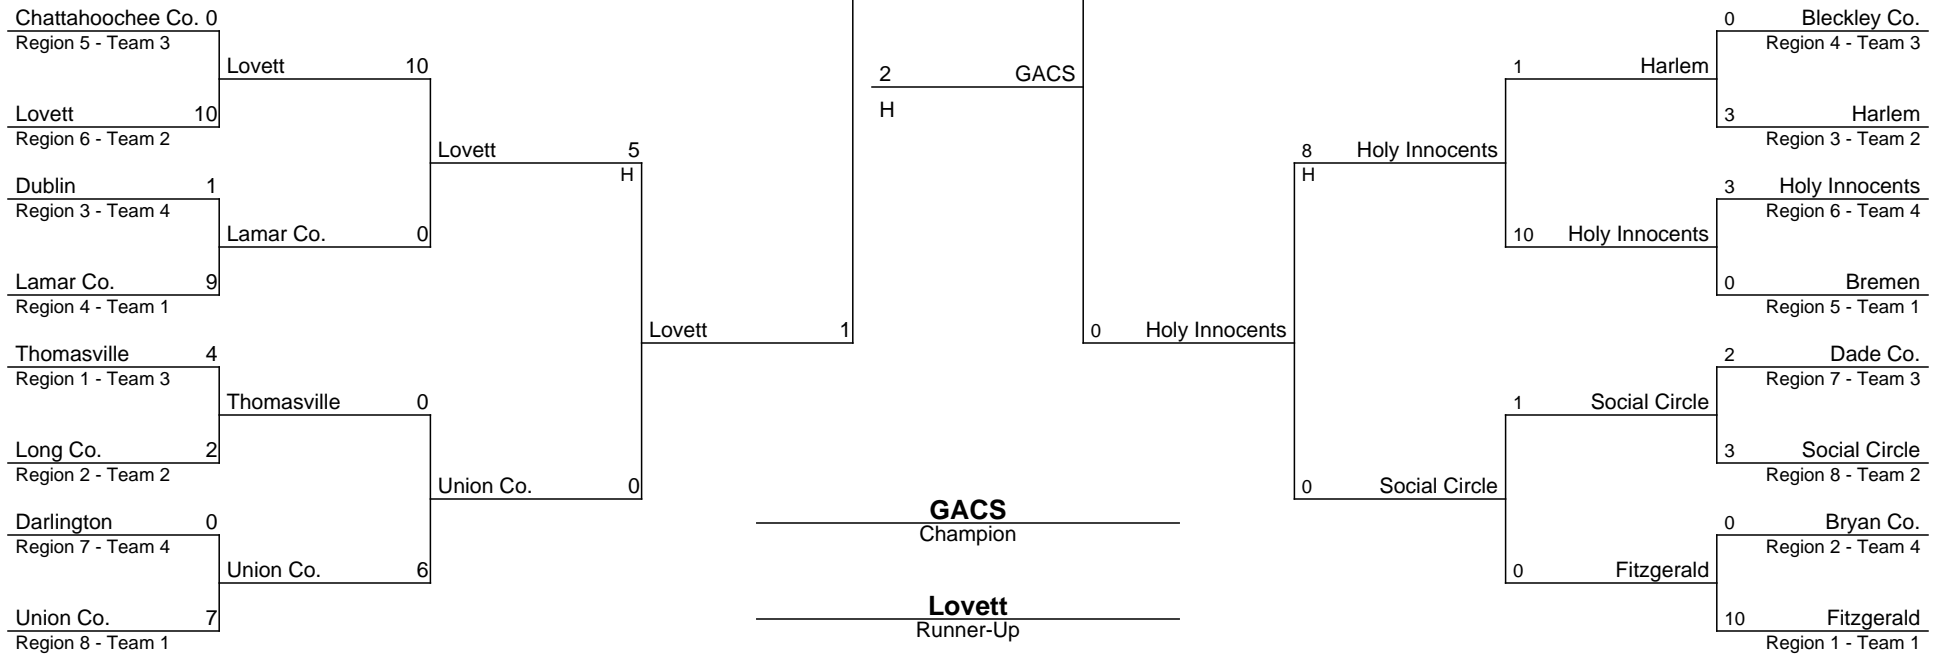 Chattahoochee Co. 0
Region 5 - Team 3
Lovett 10
Lovett 10
Region 6 - Team 2
Lovett 5
H
Dublin 1
Region 3 - Team 4
Lamar Co. 0
Lamar Co. 9
Region 4 - Team 1
Lovett 1
Thomasville 4
Region 1 - Team 3
Thomasville 0
Long Co. 2
Region 2 - Team 2
Union Co. 0
Darlington 0
Region 7 - Team 4
Union Co. 6
Union Co. 7
Region 8 - Team 1
2 GACS
H
GACS
Champion
Lovett
Runner-Up
0 Bleckley Co.
Region 4 - Team 3
1 Harlem
3 Harlem
Region 3 - Team 2
8 Holy Innocents
H
3 Holy Innocents
Region 6 - Team 4
10 Holy Innocents
0 Bremen
Region 5 - Team 1
0 Holy Innocents
2 Dade Co.
Region 7 - Team 3
1 Social Circle
3 Social Circle
Region 8 - Team 2
0 Social Circle
0 Bryan Co.
Region 2 - Team 4
0 Fitzgerald
10 Fitzgerald
Region 1 - Team 1